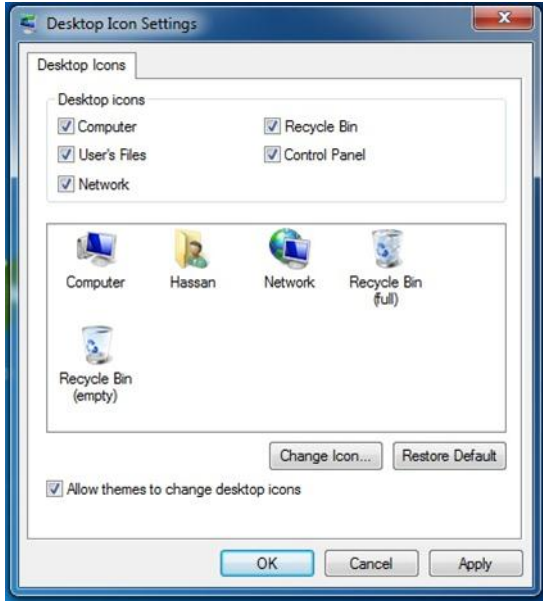 Desktop Icon Settings
Desktop Icons
Desktop icons
Computer
Recycle Bin
User's Files
Control Panel
Network
Computer
Hassan
Network
Recycle Bin
(full)
Recycle Bin
(empty)
Change Icon...
Restore Default
Allow themes to change desktop icons
OK
Cancel
Apply